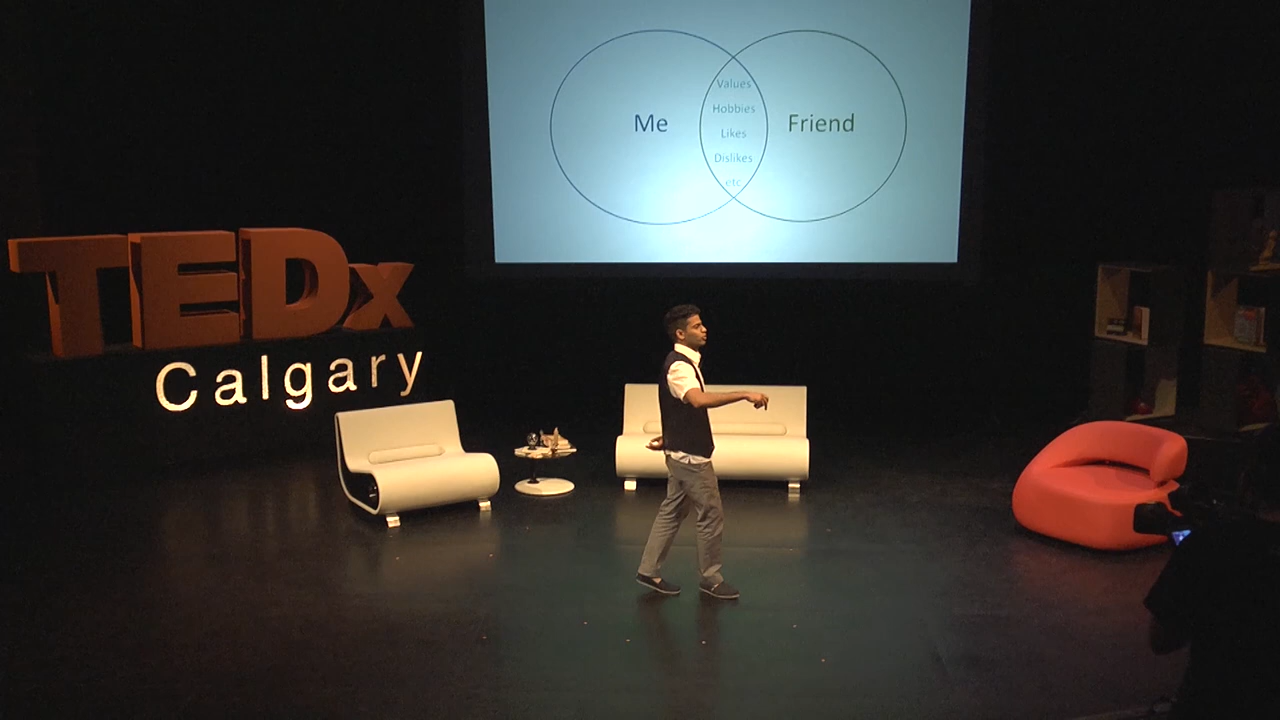 Values
Hobbies
Me
Likes
Friend
Dislikes
etc
TEDx
Calgary